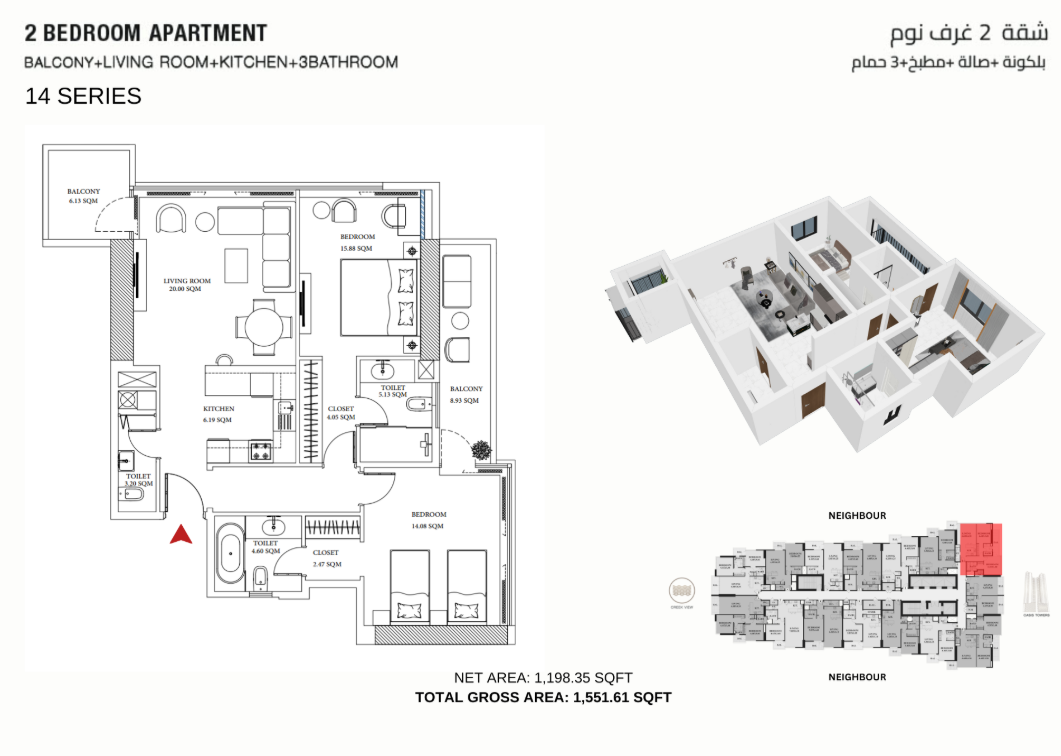 2 BEDROOM APARTMENT
شقة 2 غرف نوم
BALCONY+LIVING ROOM+KITCHEN+3BATHROOM
بلكونة +صالة +مطبخ+3 حمام
14 SERIES
BALCONY
6.13 SQM
LIVING ROOM
20.00 SQM
BEDROOM
15.88 SQM
KITCHEN
6.19 SQM
CLOSET
4.05 SQM
TOILET
5.13 SQM
BALCONY
8.93 SQM
TOILET
3.20 SQM
TOILET
4.60 SQM
CLOSET
2.47 SQM
BEDROOM
14.08 SQM
NEIGHBOUR
CREEK VIEW
OASIS TOWERS
NEIGHBOUR
NET AREA: 1,198.35 SQFT
TOTAL GROSS AREA: 1,551.61 SQFT